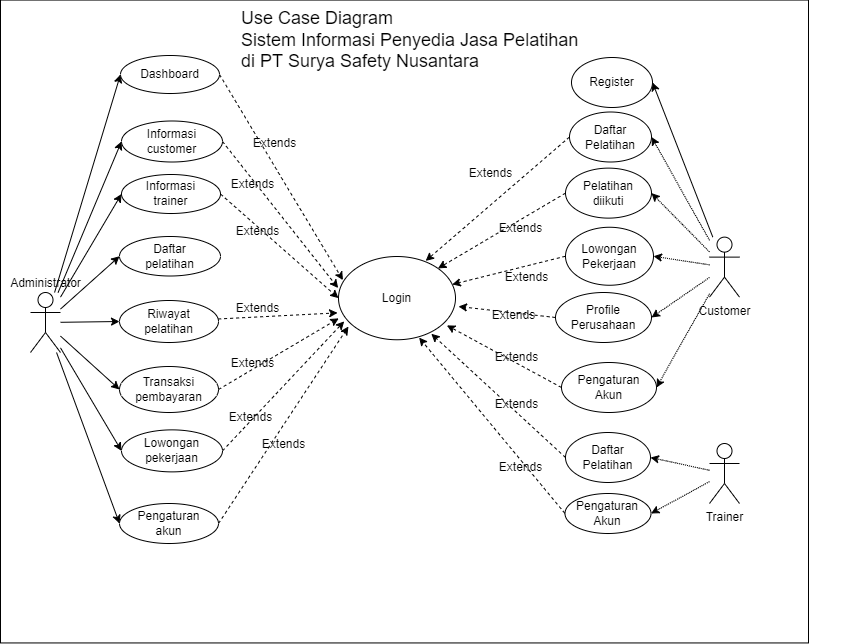 Use Case Diagram
Sistem Informasi Penyedia Jasa Pelatihan
di PT Surya Safety Nusantara
Administrator
Dashboard
Informasi
customer
Informasi
trainer
Daftar
pelatihan
Riwayat
pelatihan
Transaksi
pembayaran
Lowongan
pekerjaan
Pengaturan
akun
Extends
Extends
Extends
Extends
Extends
Extends
Extends
Login
Extends
Extends
Extends
Extends
Extends
Extends
Extends
Register
Daftar
Pelatihan
Pelatihan
diikuti
Lowongan
Pekerjaan
Profile
Perusahaan
Pengaturan
Akun
Daftar
Pelatihan
Pengaturan
Akun
Customer
Trainer